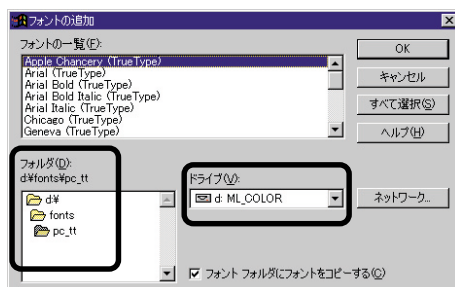 フォントの追加
フォントの一覧(F):
Apple Chancery (TrueType)
Arial (TrueType)
Arial Bold (TrueType)
Arial Bold Italic (TrueType)
Arial Italic (TrueType)
Chicago (TrueType)
Geneva (TrueType)
OK
キャンセル
すべて選択(S)
ヘルプ(H)
フォルダ(D):
d¥fonts¥pc_tt
d:¥
fonts
pc_tt
ドライブ(V):
d: ML_COLOR
ネットワーク...
フォント フォルダにフォントをコピーする(C)